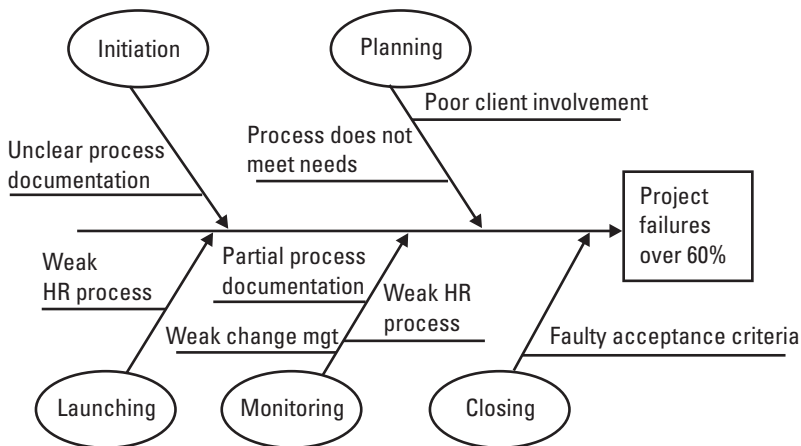 Initiation
Planning
Poor client involvement
Process does not
meet needs
Unclear process
documentation
Project
failures
over 60%
Weak
HR process
Partial process
documentation
Weak HR
process
Weak change mgt
Faulty acceptance criteria
Launching
Monitoring
Closing